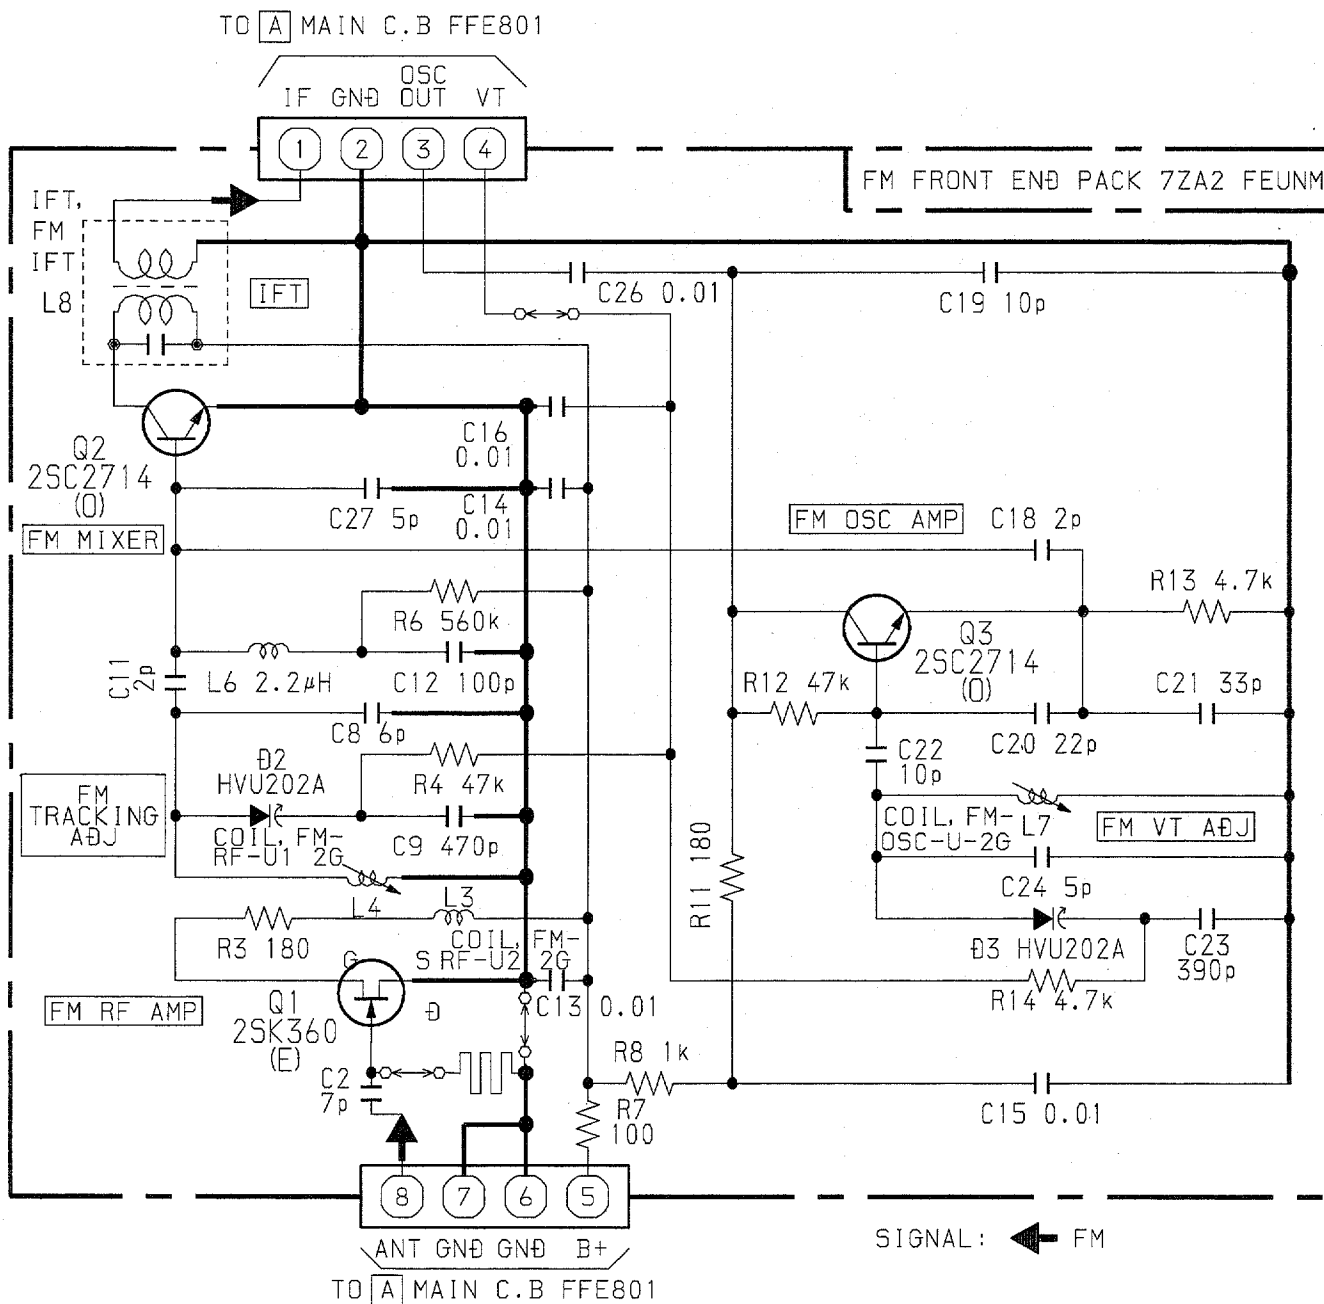 TO A MAIN C.B FFE801
IF GND OSC OUT VT
1 2 3 4
FM FRONT END PACK 7ZA2 FEUNM
IFT,
FM
IFT
L8
IFT
C26 0.01
C19 10p
Q2
2SC2714
(O)
FM MIXER
C16
0.01
C27 5p
C14
0.01
FM OSC AMP
C18 2p
R13 4.7k
R6 560k
Q3
2SC2714
(O)
C11
2p
L6 2.2μH
C12 100p
R12 47k
C21 33p
C8 6p
C20 22p
C22
10p
D2
HVU202A
R4 47k
FM
TRACKING
ADJ
COIL, FM-
RF-U1 2G
C9 470p
COIL, FM-
OSC-U-2G
L7
FM VT ADJ
R11 180
C24 5p
L4
L3
R3 180
COIL, FM-
RF-U2 2G
D3 HVU202A
C23
390p
G
S
D
R14 4.7k
FM RF AMP
Q1
2SK360
(E)
C13 0.01
C2
7p
R8 1k
R7
100
C15 0.01
8 7 6 5
ANT GND GND B+
SIGNAL: FM
TO A MAIN C.B FFE801